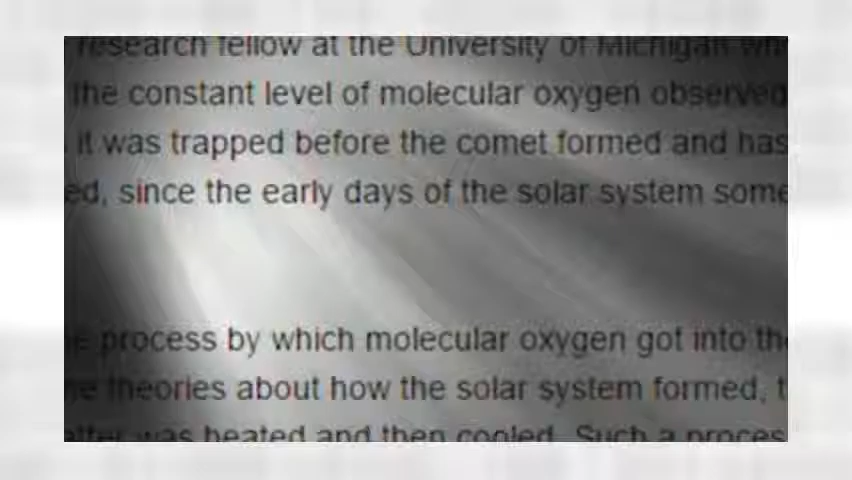 research fellow at the University of Michigan
the constant level of molecular oxygen observed
it was trapped before the comet formed and has
ed, since the early days of the solar system some
process by which molecular oxygen got into the
theories about how the solar system formed, t
was heated and then cooled. Such a proces